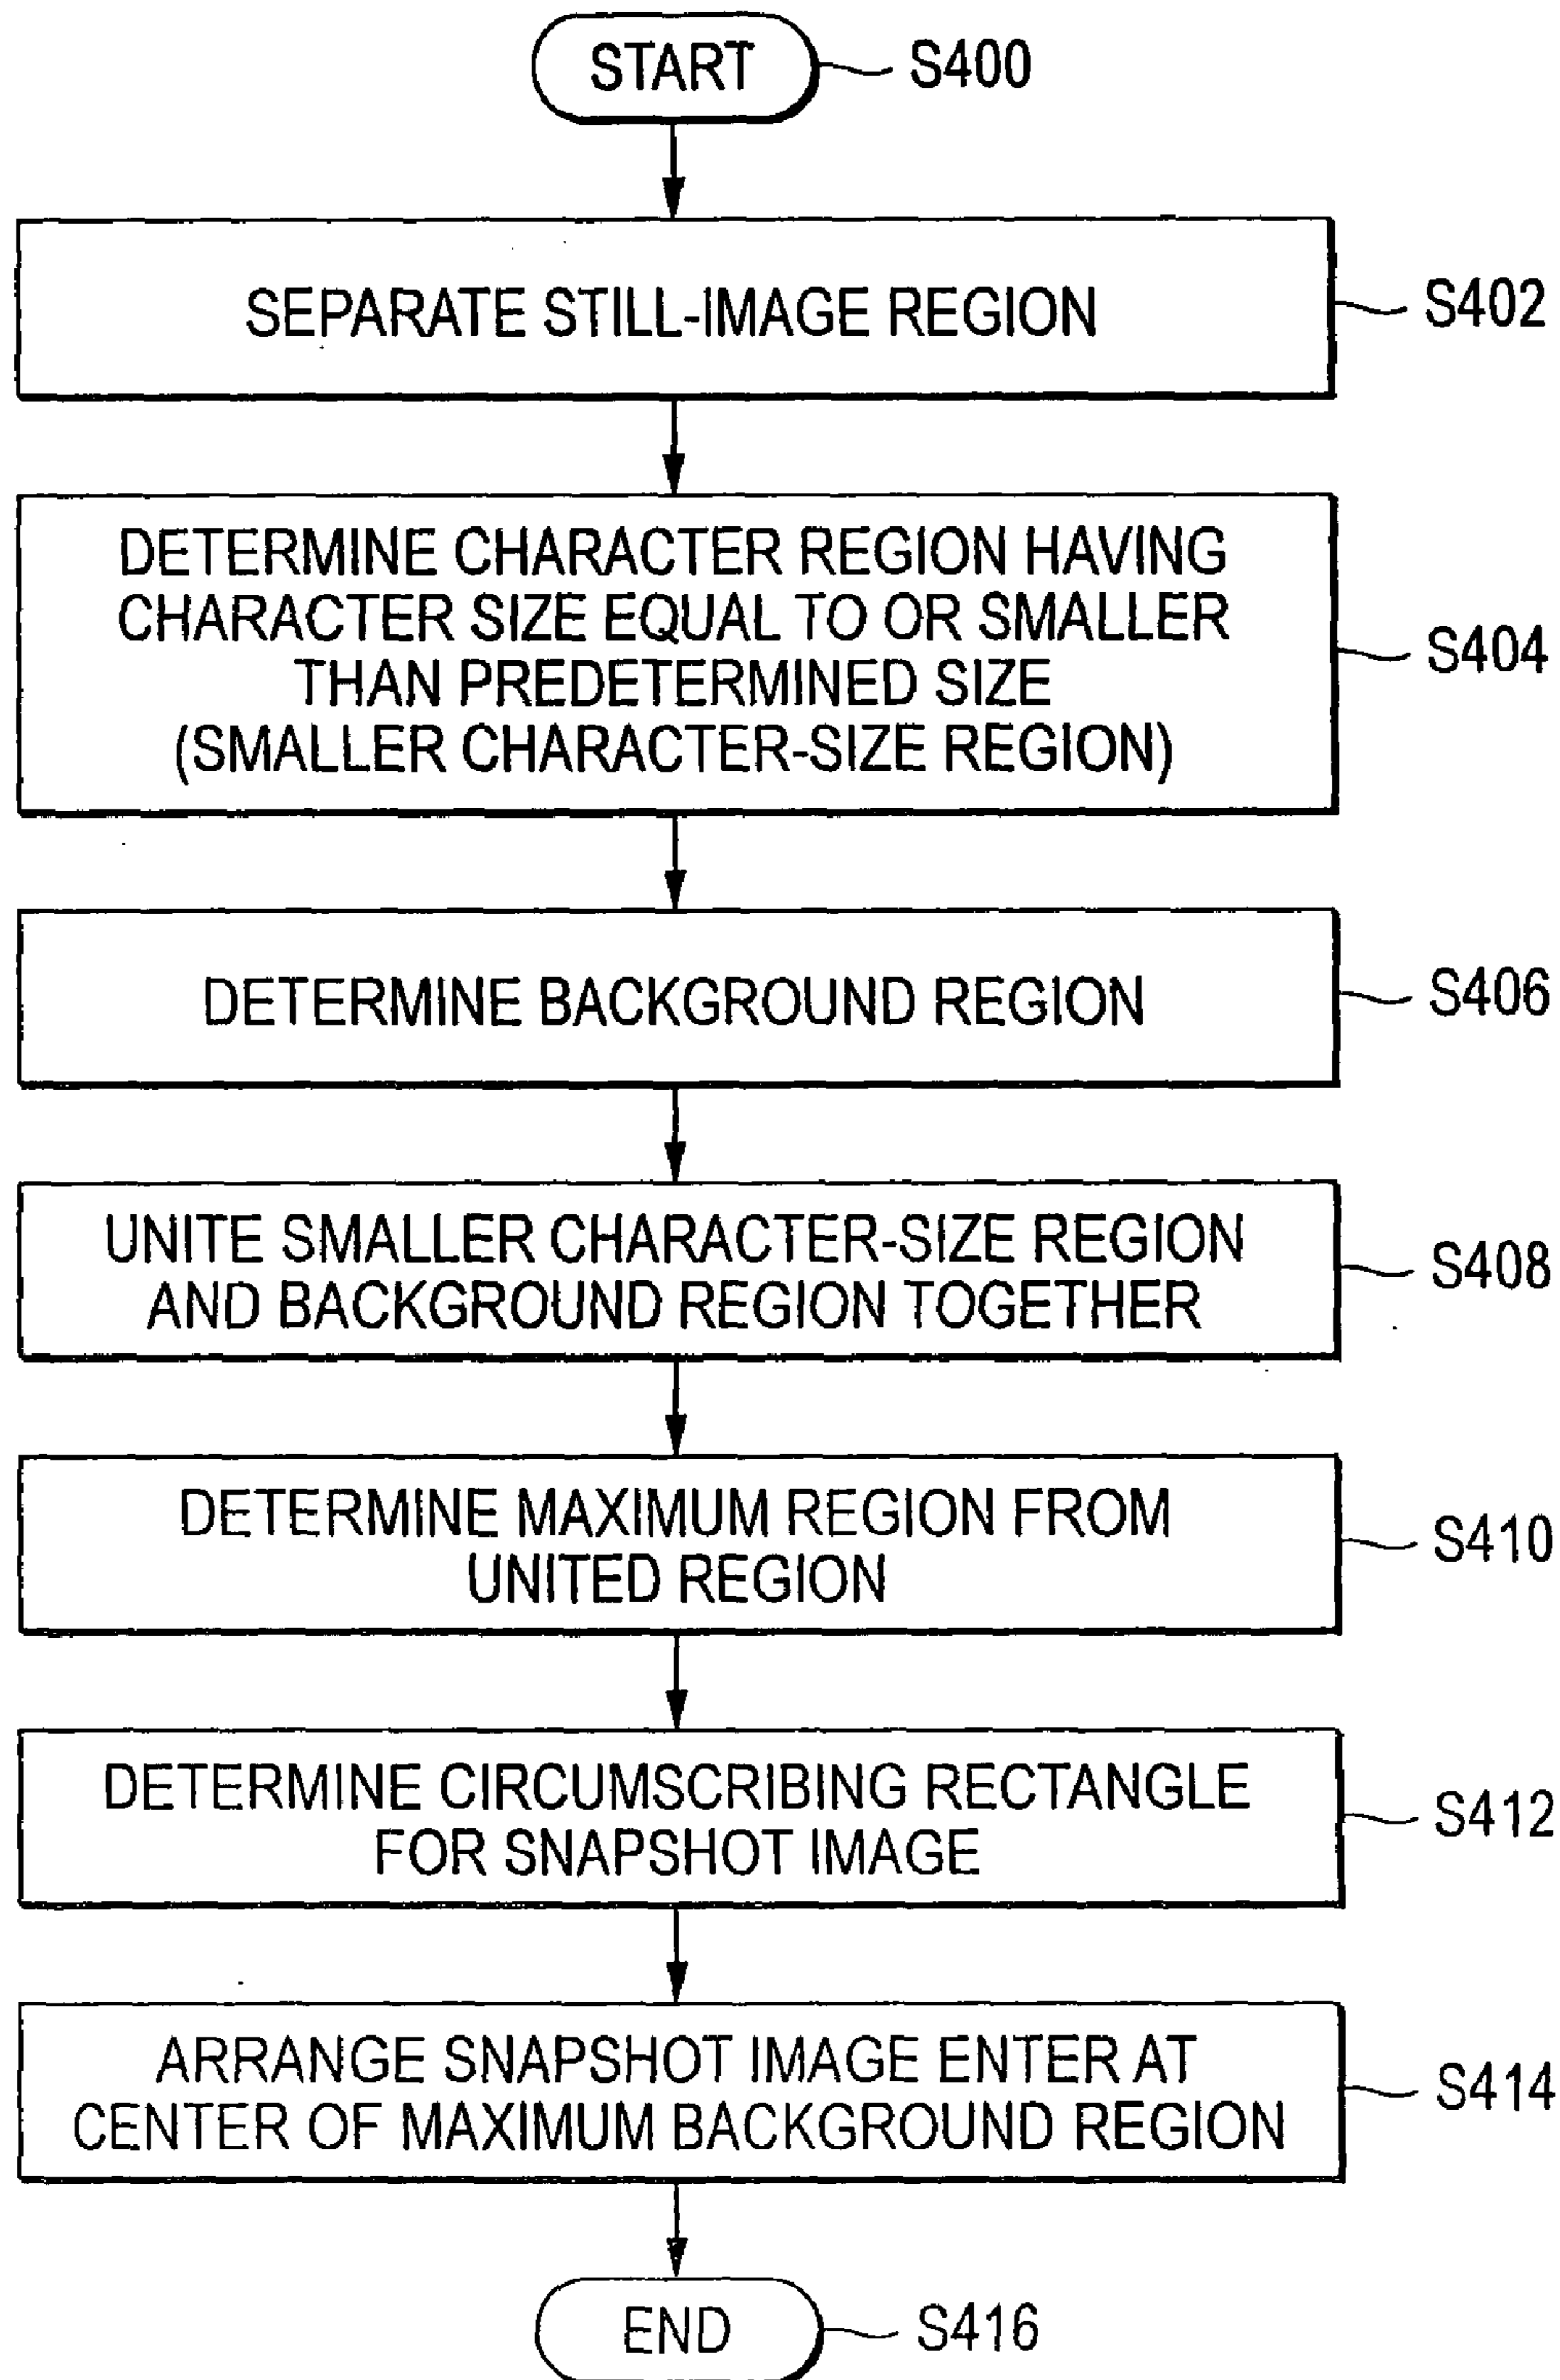 START
S400
SEPARATE STILL-IMAGE REGION
S402
DETERMINE CHARACTER REGION HAVING
CHARACTER SIZE EQUAL TO OR SMALLER
THAN PREDETERMINED SIZE
(SMALLER CHARACTER-SIZE REGION)
S404
DETERMINE BACKGROUND REGION
S406
UNITE SMALLER CHARACTER-SIZE REGION
AND BACKGROUND REGION TOGETHER
S408
DETERMINE MAXIMUM REGION FROM
UNITED REGION
S410
DETERMINE CIRCUMSCRIBING RECTANGLE
FOR SNAPSHOT IMAGE
S412
ARRANGE SNAPSHOT IMAGE ENTER AT
CENTER OF MAXIMUM BACKGROUND REGION
S414
END
S416